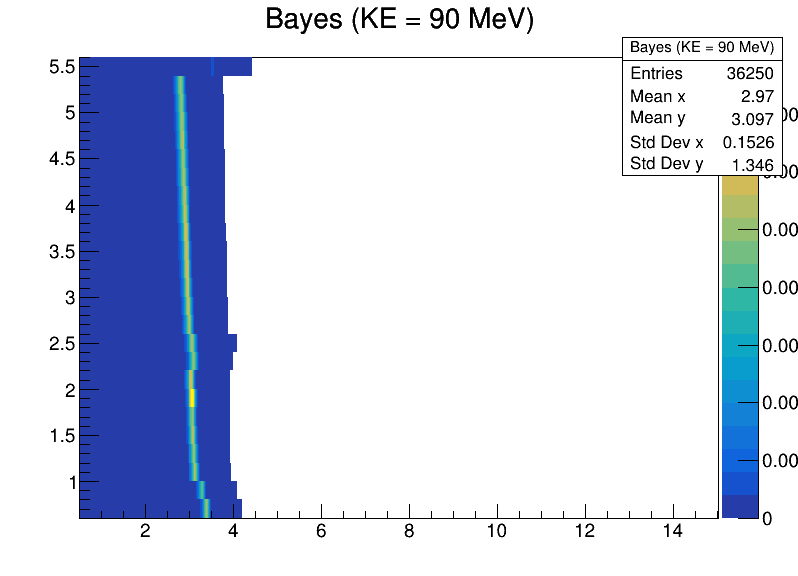 Bayes (KE = 90 MeV)
Bayes (KE = 90 MeV)
Entries 36250
Mean x 2.97
Mean y 3.097
Std Dev x 0.1526
Std Dev y 1.346
5.5
5
4.5
4
3.5
3
2.5
2
1.5
1
2 4 6 8 10 12 14
0.00
0.00
0.00
0.00
0.00
0